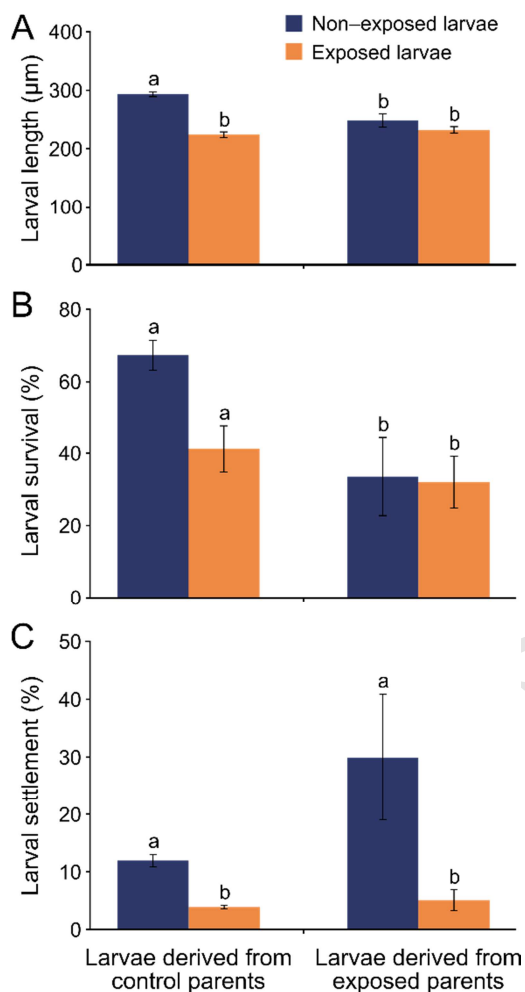 A
Non–exposed larvae
Exposed larvae
Larval length (µm)
400
300
200
100
0
a
b
b
b
B
Larval survival (%)
80
60
40
20
0
a
a
b
b
C
Larval settlement (%)
50
40
30
20
10
0
a
b
a
b
Larvae derived from
control parents
Larvae derived from
exposed parents